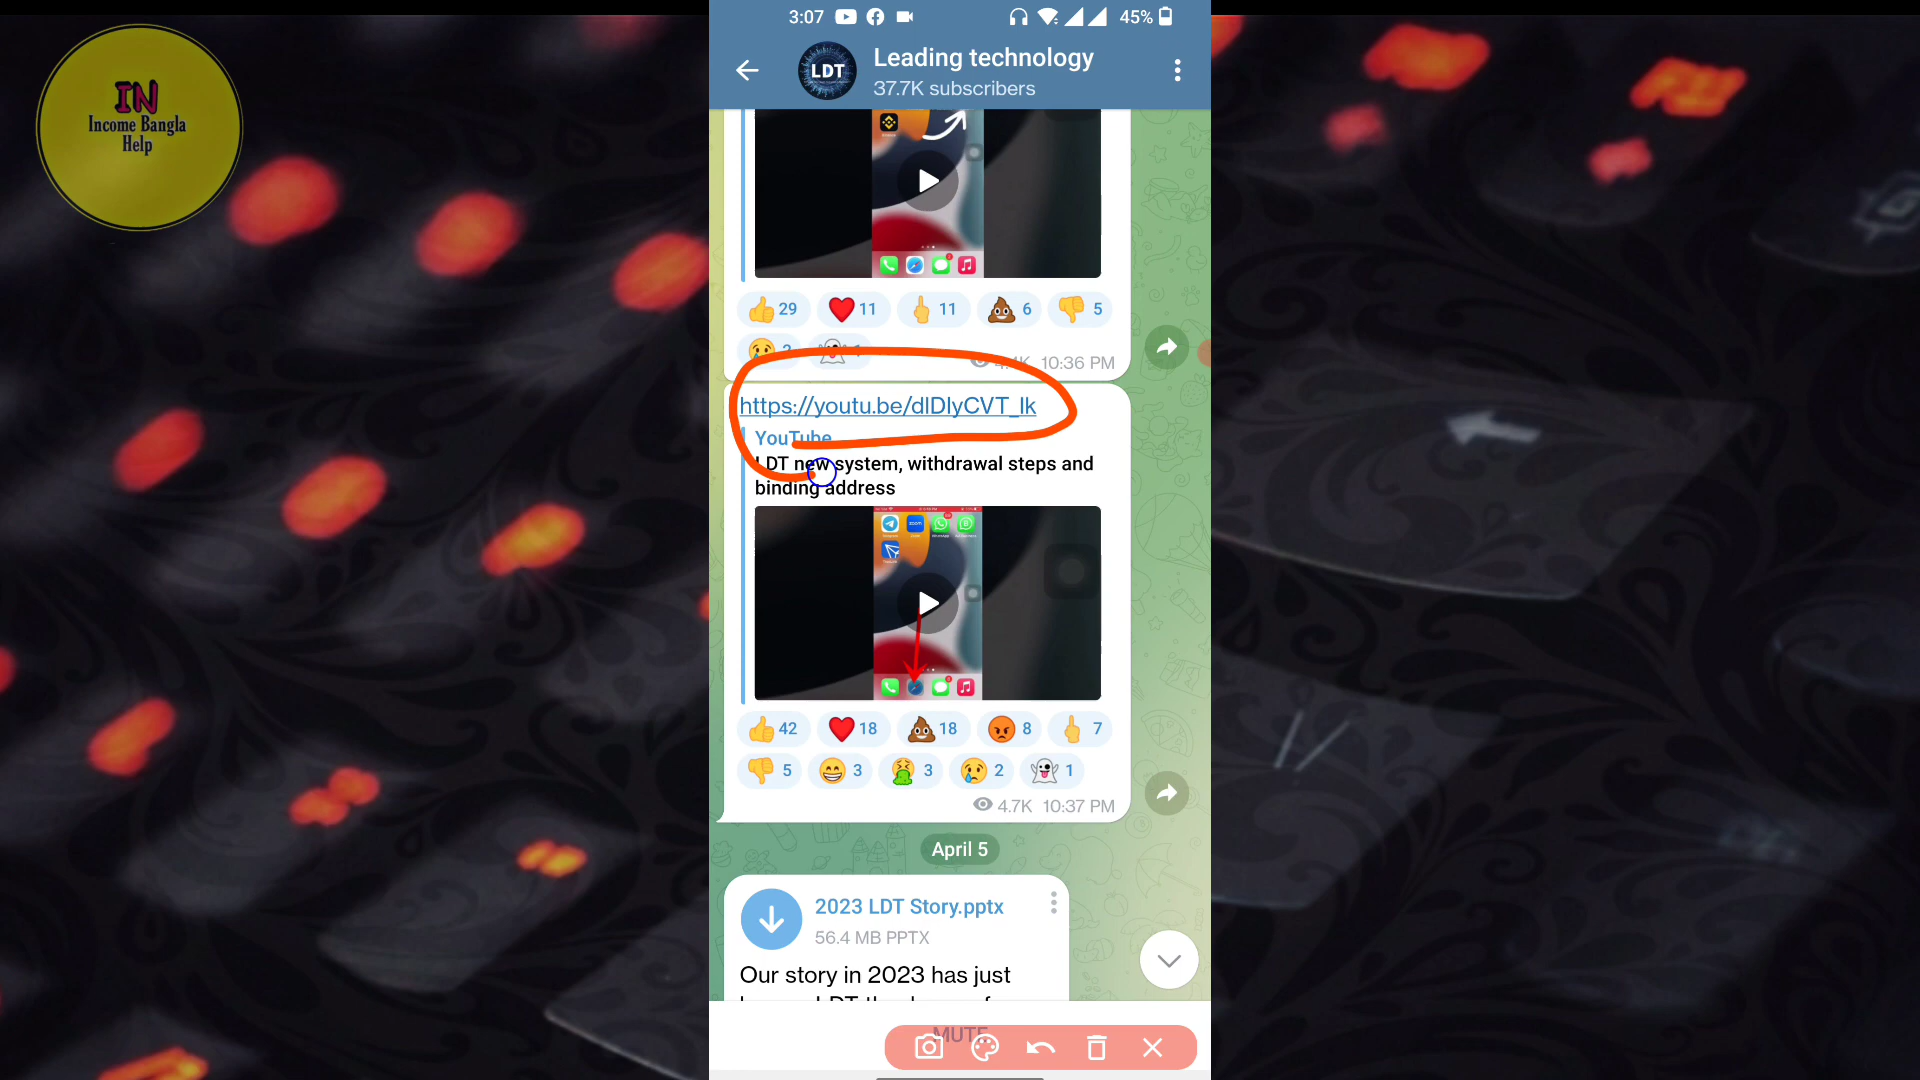 IN
Income Bangla
Help
3:07
45%
LDT
Leading technology
37.7K subscribers
29
11
11
6
5
10:36 PM
https://youtu.be/dlDlyCVT_lk
YouTube
LDT new system, withdrawal steps and
binding address
42
18
18
8
7
5
3
3
2
1
4.7K 10:37 PM
April 5
2023 LDT Story.pptx
56.4 MB PPTX
Our story in 2023 has just
MUTE